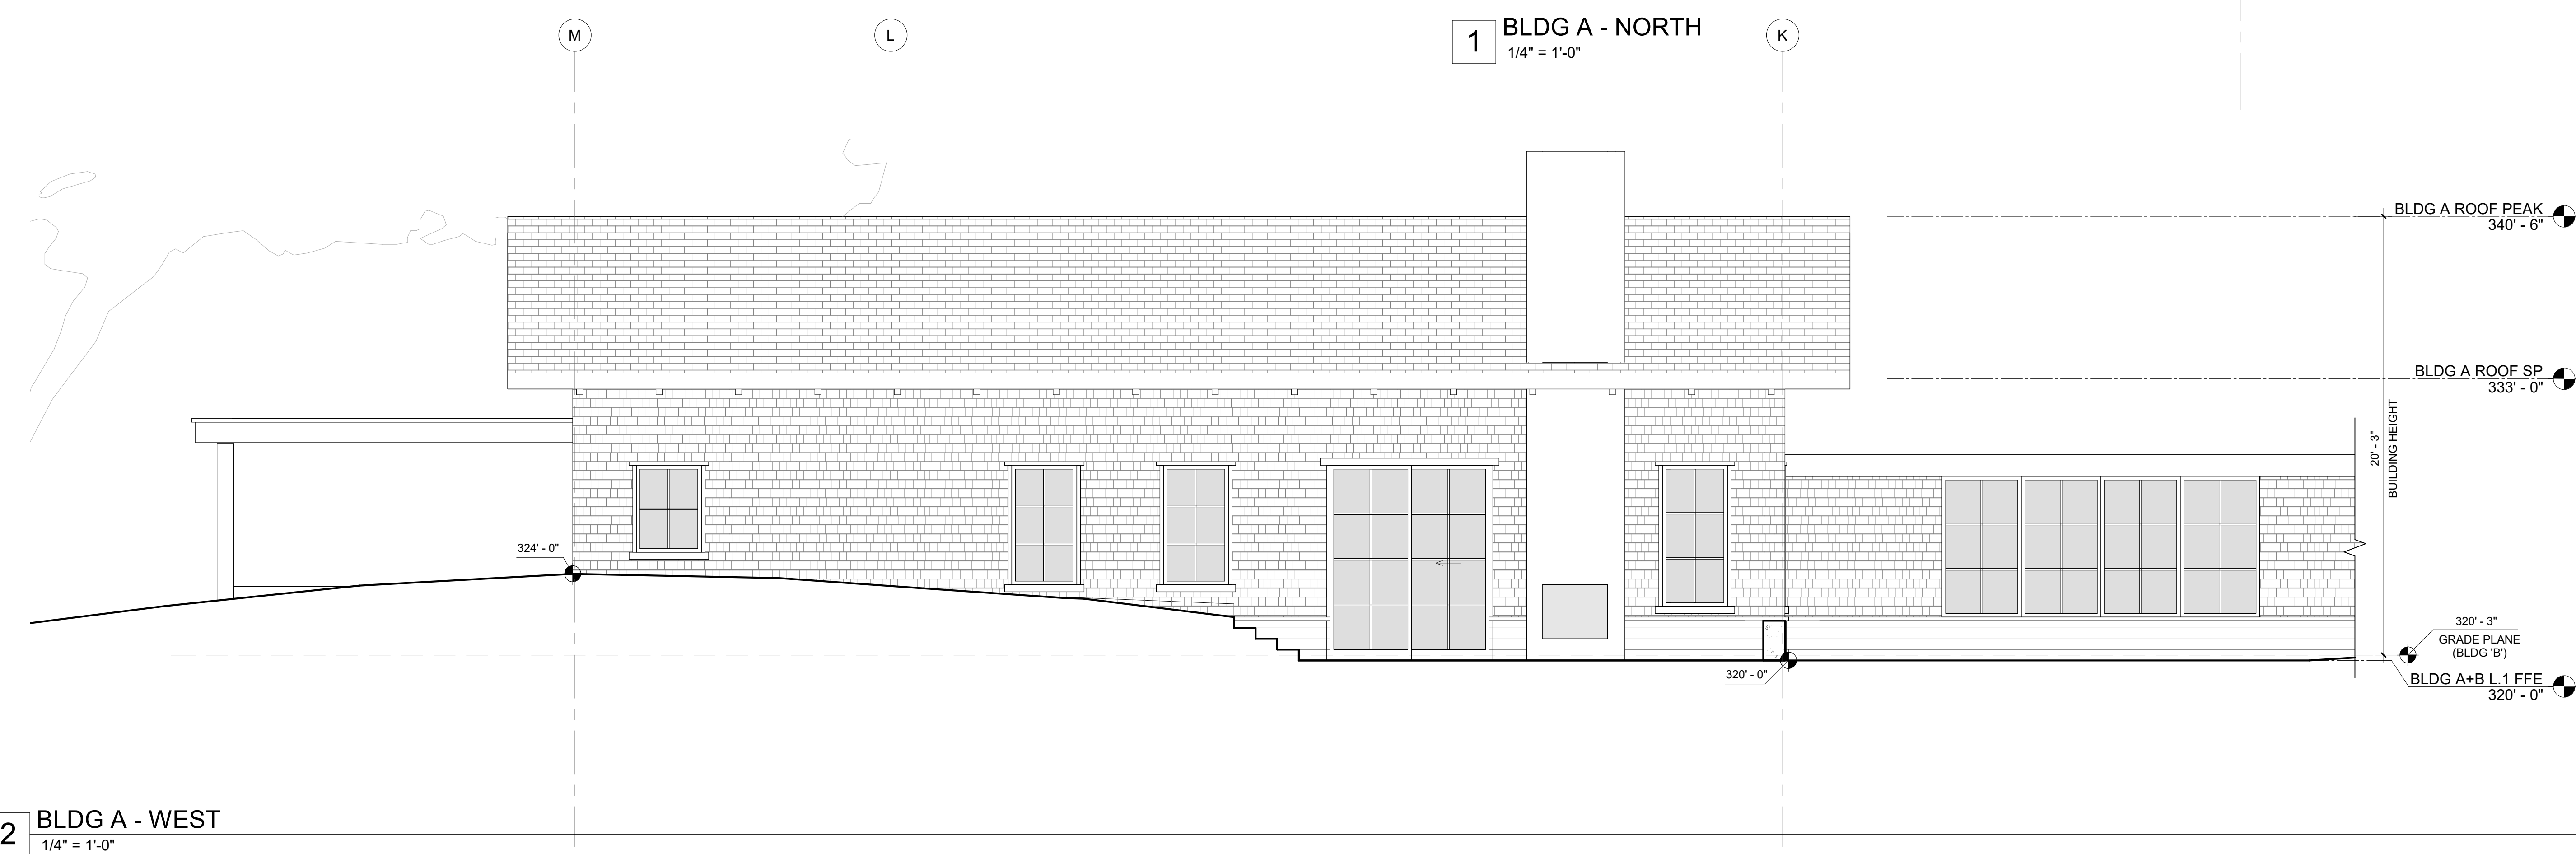 M
L
K
1
BLDG A - NORTH
1/4" = 1'-0"
BLDG A ROOF PEAK
340' - 6"
BLDG A ROOF SP
333' - 0"
20' - 3"
BUILDING HEIGHT
324' - 0"
320' - 3"
GRADE PLANE
(BLDG 'B')
320' - 0"
BLDG A+B L.1 FFE
320' - 0"
2
BLDG A - WEST
1/4" = 1'-0"